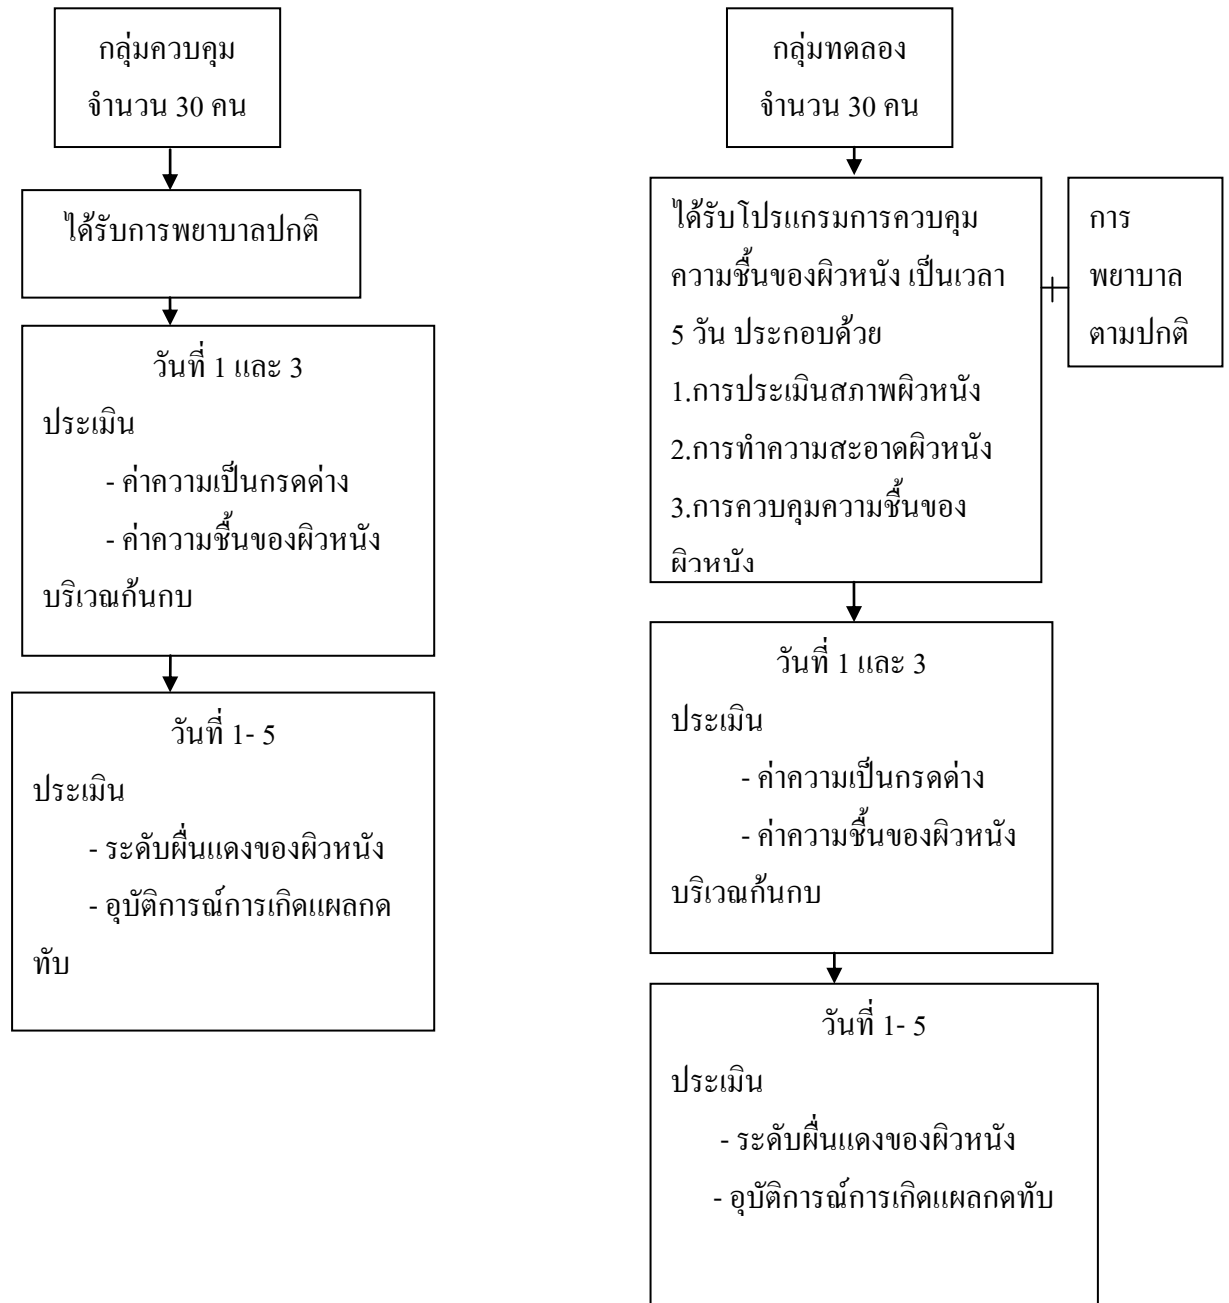 กลุ่มควบคุม
จำนวน 30 คน
ได้รับการพยาบาลปกติ
วันที่ 1 และ 3
ประเมิน
- ค่าความเป็นกรดด่าง
- ค่าความชื้นของผิวหนัง
บริเวณก้นกบ
วันที่ 1- 5
ประเมิน
- ระดับผื่นแดงของผิวหนัง
- อุบัติการณ์การเกิดแผลกด
ทับ
กลุ่มทดลอง
จำนวน 30 คน
ได้รับโปรแกรมการควบคุม
ความชื้นของผิวหนัง เป็นเวลา
5 วัน ประกอบด้วย
1.การประเมินสภาพผิวหนัง
2.การทำความสะอาดผิวหนัง
3.การควบคุมความชื้นของ
ผิวหนัง
การ
พยาบาล
ตามปกติ
วันที่ 1 และ 3
ประเมิน
- ค่าความเป็นกรดด่าง
- ค่าความชื้นของผิวหนัง
บริเวณก้นกบ
วันที่ 1- 5
ประเมิน
- ระดับผื่นแดงของผิวหนัง
- อุบัติการณ์การเกิดแผลกดทับ